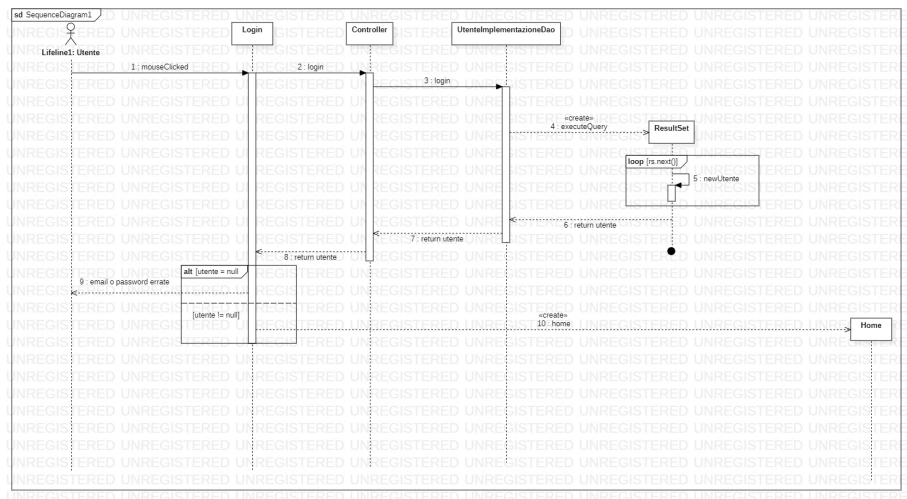 sd SequenceDiagram1
Lifeline1: Utente
Login
Controller
UtenteImplementazioneDao
1 : mouseClicked
2 : login
3 : login
«create»
4 : executeQuery
ResultSet
loop [rs.next()]
5 : newUtente
6 : return utente
7 : return utente
8 : return utente
alt [utente = null
9 : email o password errate
[utente != null]
«create»
10 : home
Home
UNREGISTERED